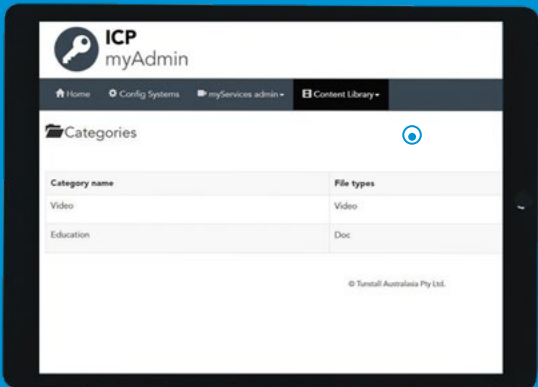 ICP
myAdmin
Home Config Systems myServices admin Content Library
Categories
Category name File types
Video Video
Education Doc
© Tunstall Australasia Pty Ltd.